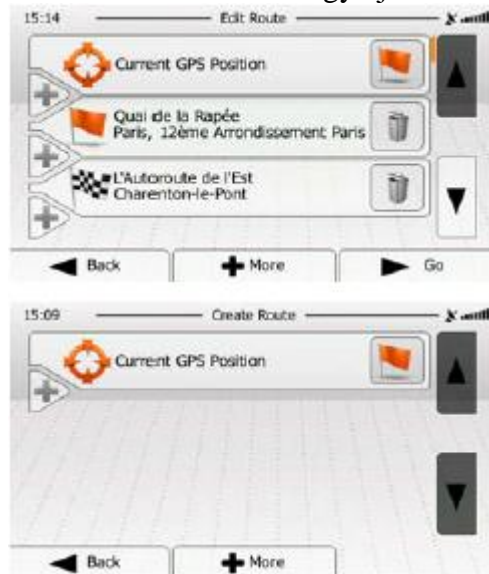 15:14 Edit Route
Current GPS Position
Quai de la Rapée
Paris, 12ème Arrondissement Paris
L'Autoroute de l'Est
Charenton-le-Pont
Back More Go
15:09 Create Route
Current GPS Position
Back More